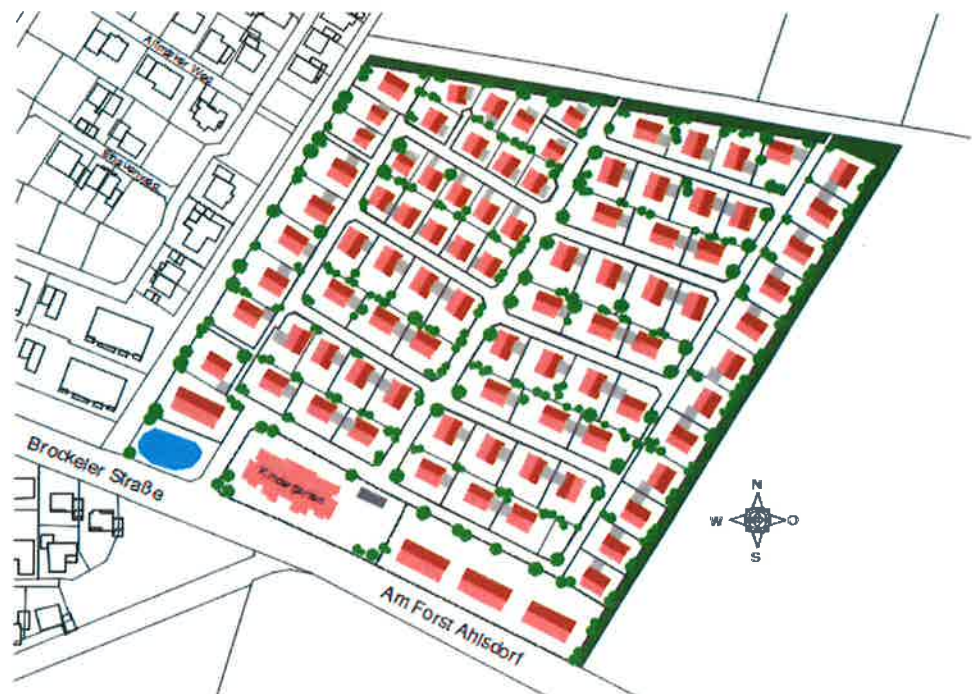 Brockeler Straße
Kindergarten
Am Forst Ahlsdorf
N
W O
S